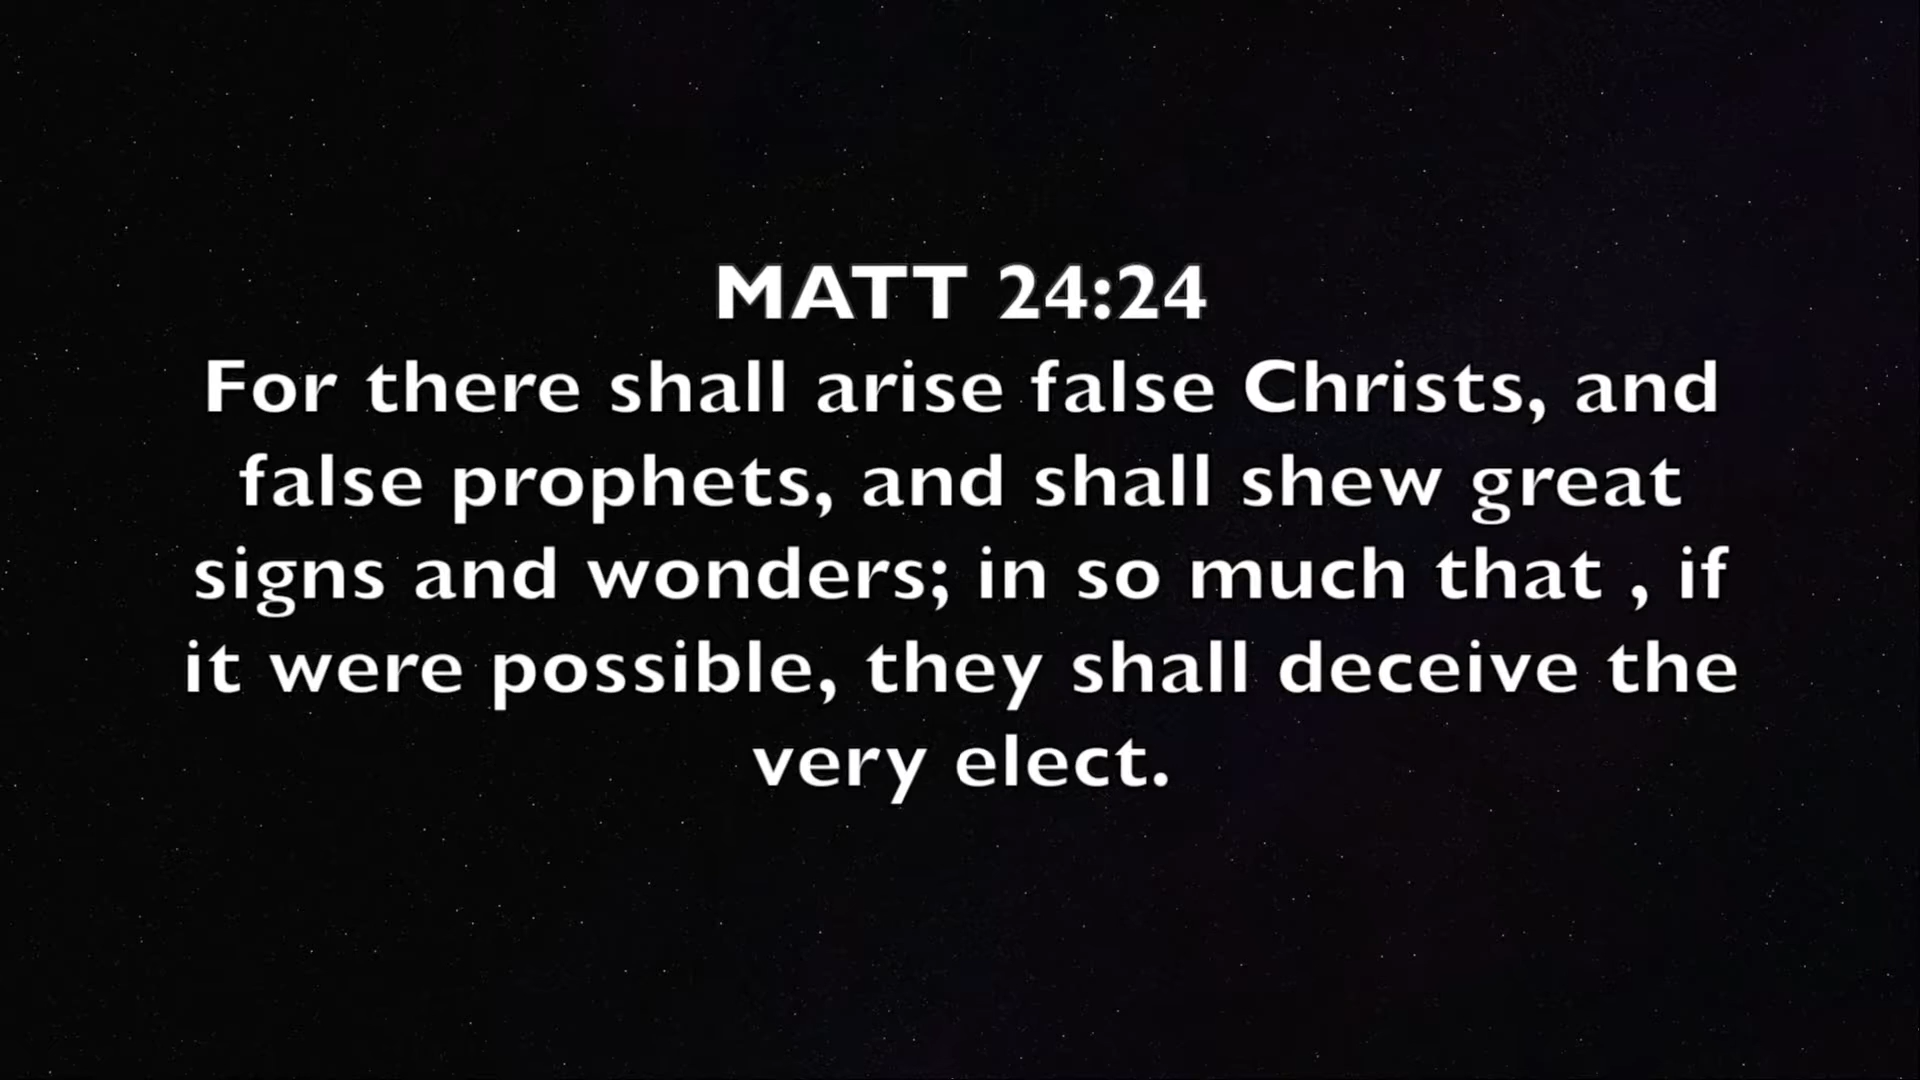 MATT 24:24
For there shall arise false Christs, and
false prophets, and shall shew great
signs and wonders; in so much that , if
it were possible, they shall deceive the
very elect.